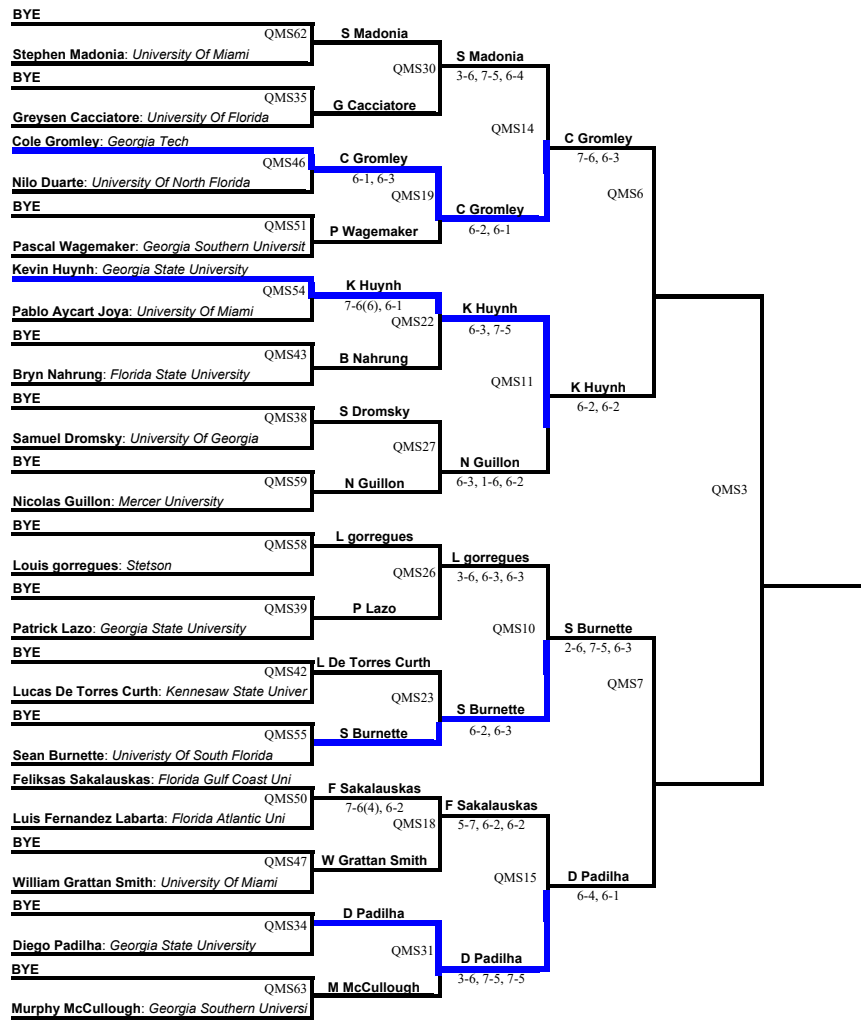 BYE
QMS62
Stephen Madonia: University Of Miami
S Madonia
QMS30
BYE
QMS35
Greysen Cacciatore: University Of Florida
G Cacciatore
S Madonia
3-6, 7-5, 6-4
QMS14
Cole Gromley: Georgia Tech
QMS46
Nilo Duarte: University Of North Florida
C Gromley
6-1, 6-3
QMS19
BYE
QMS51
Pascal Wagemaker: Georgia Southern Universit
P Wagemaker
C Gromley
6-2, 6-1
C Gromley
7-6, 6-3
QMS6
Kevin Huynh: Georgia State University
QMS54
Pablo Aycart Joya: University Of Miami
K Huynh
7-6(6), 6-1
QMS22
BYE
QMS43
Bryn Nahrung: Florida State University
B Nahrung
K Huynh
6-3, 7-5
QMS11
BYE
QMS38
Samuel Dromsky: University Of Georgia
S Dromsky
QMS27
BYE
QMS59
Nicolas Guillon: Mercer University
N Guillon
N Guillon
6-3, 1-6, 6-2
K Huynh
6-2, 6-2
QMS3
BYE
QMS58
Louis gorregues: Stetson
L gorregues
QMS26
BYE
QMS39
Patrick Lazo: Georgia State University
P Lazo
L gorregues
3-6, 6-3, 6-3
QMS10
BYE
QMS42
Lucas De Torres Curth: Kennesaw State Univer
L De Torres Curth
QMS23
BYE
QMS55
Sean Burnette: Univeristy Of South Florida
S Burnette
S Burnette
6-2, 6-3
S Burnette
2-6, 7-5, 6-3
QMS7
Feliksas Sakalauskas: Florida Gulf Coast Uni
QMS50
Luis Fernandez Labarta: Florida Atlantic Uni
F Sakalauskas
7-6(4), 6-2
QMS18
BYE
QMS47
William Grattan Smith: University Of Miami
W Grattan Smith
F Sakalauskas
5-7, 6-2, 6-2
QMS15
BYE
QMS34
Diego Padilha: Georgia State University
D Padilha
QMS31
BYE
QMS63
Murphy McCullough: Georgia Southern Universi
M McCullough
D Padilha
3-6, 7-5, 7-5
D Padilha
6-4, 6-1